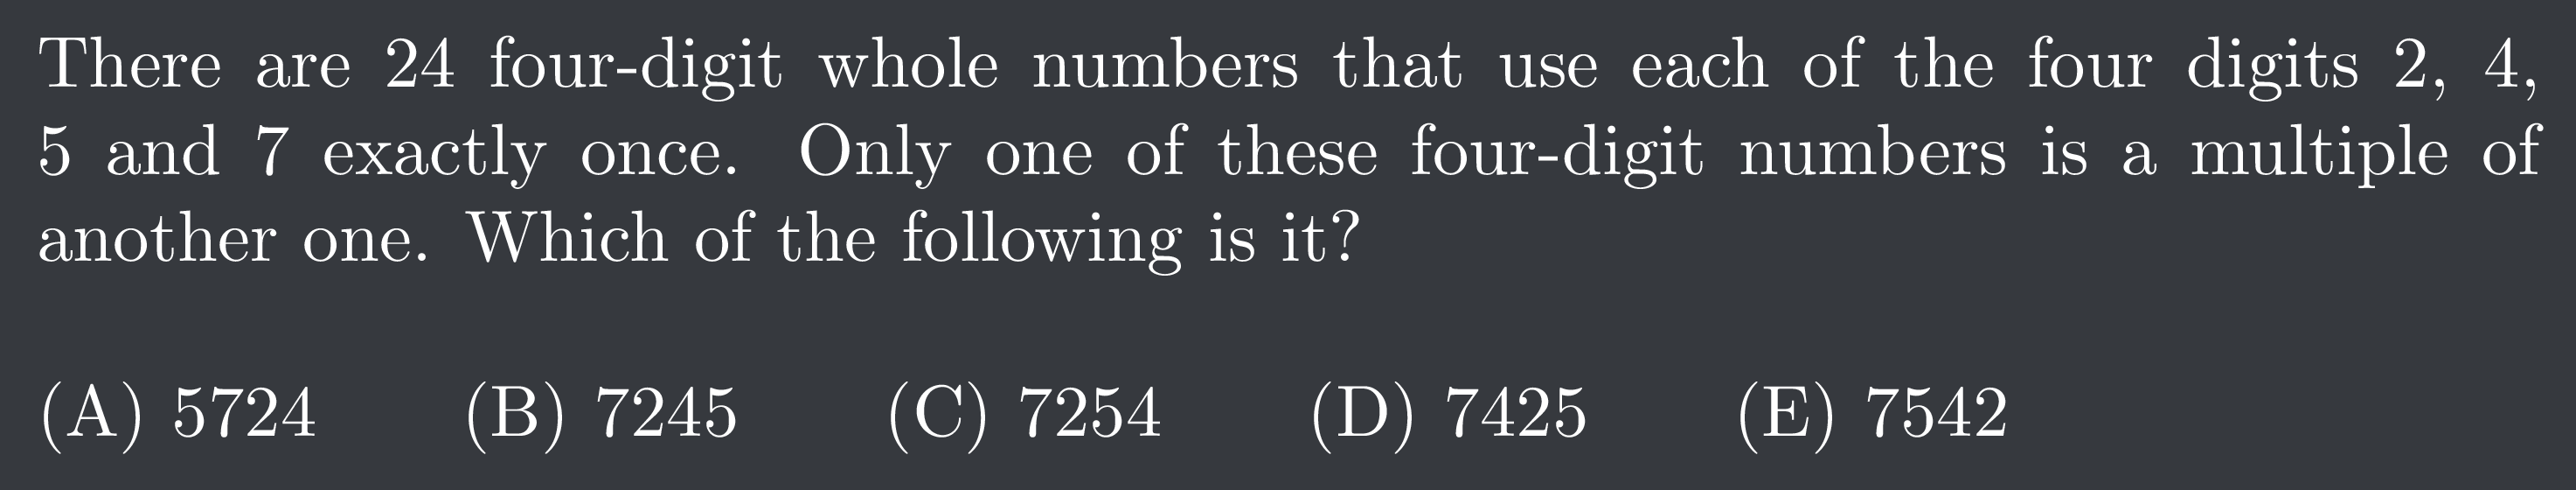 There are 24 four-digit whole numbers that use each of the four digits 2, 4,
5 and 7 exactly once. Only one of these four-digit numbers is a multiple of
another one. Which of the following is it?
(A) 5724 (B) 7245 (C) 7254 (D) 7425 (E) 7542